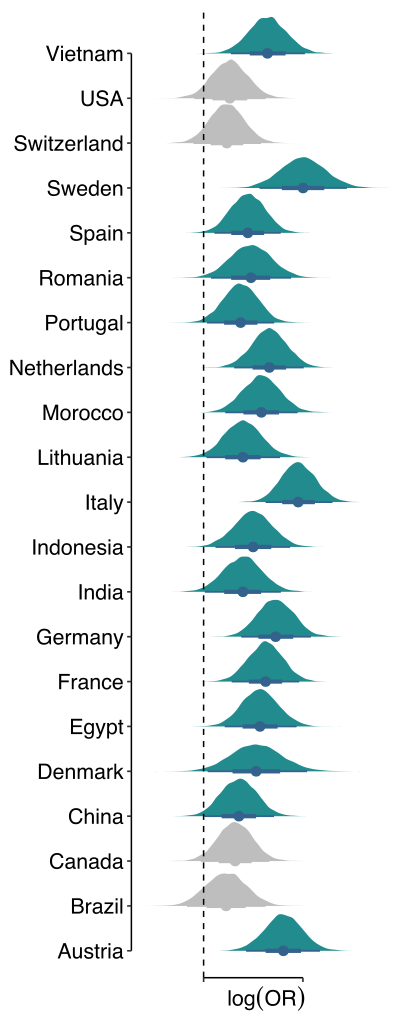 Vietnam
USA
Switzerland
Sweden
Spain
Romania
Portugal
Netherlands
Morocco
Lithuania
Italy
Indonesia
India
Germany
France
Egypt
Denmark
China
Canada
Brazil
Austria
log(OR)